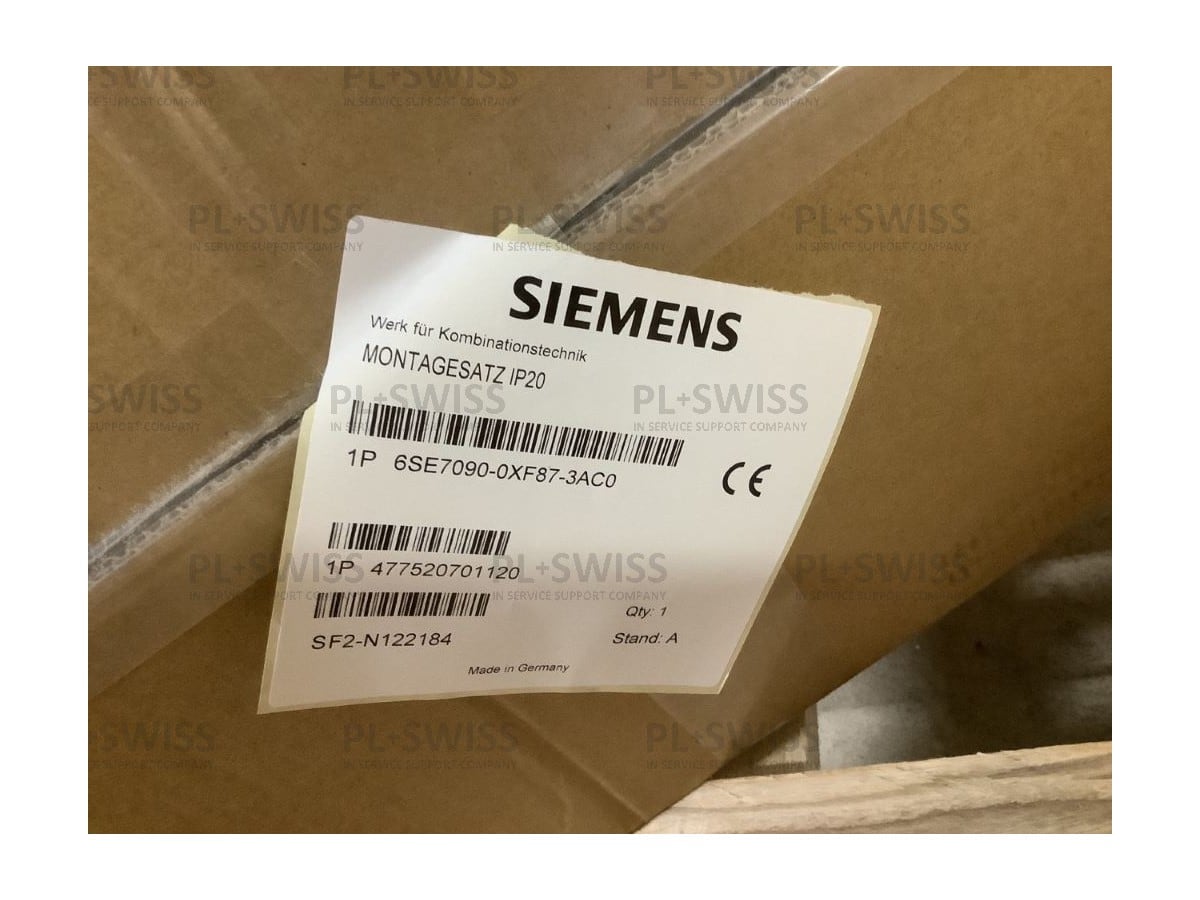 SIEMENS
Werk für Kombinationstechnik
MONTAGESATZ IP20
1P 6SE7090-0XF87-3AC0
CE
1P 477520701120
Qty: 1
SF2-N122184
Stand: A
Made in Germany
PL+SWISS
IN SERVICE SUPPORT COMPANY